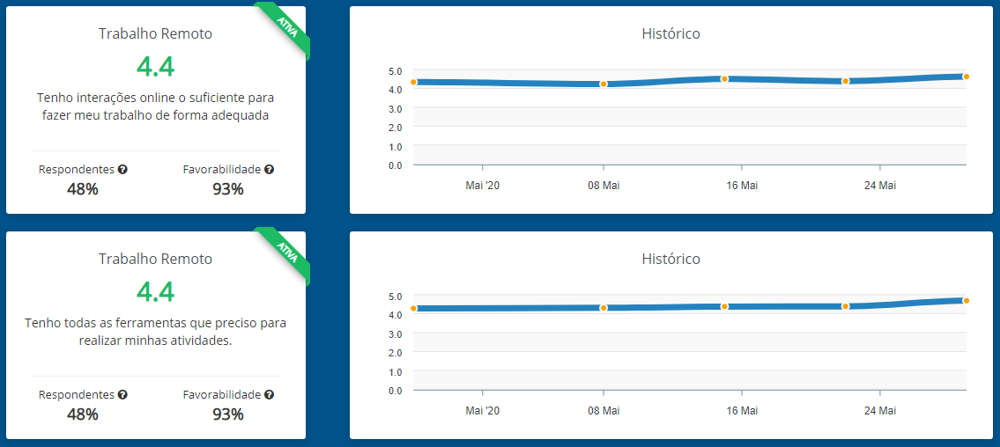 Trabalho Remoto
ATIVA
4.4
Tenho interações online o suficiente para
fazer meu trabalho de forma adequada
Respondentes ?
Favorabilidade ?
48%
93%
Histórico
5.0
4.0
3.0
2.0
1.0
0.0
Mai '20
08 Mai
16 Mai
24 Mai
Trabalho Remoto
ATIVA
4.4
Tenho todas as ferramentas que preciso para
realizar minhas atividades.
Respondentes ?
Favorabilidade ?
48%
93%
Histórico
5.0
4.0
3.0
2.0
1.0
0.0
Mai '20
08 Mai
16 Mai
24 Mai